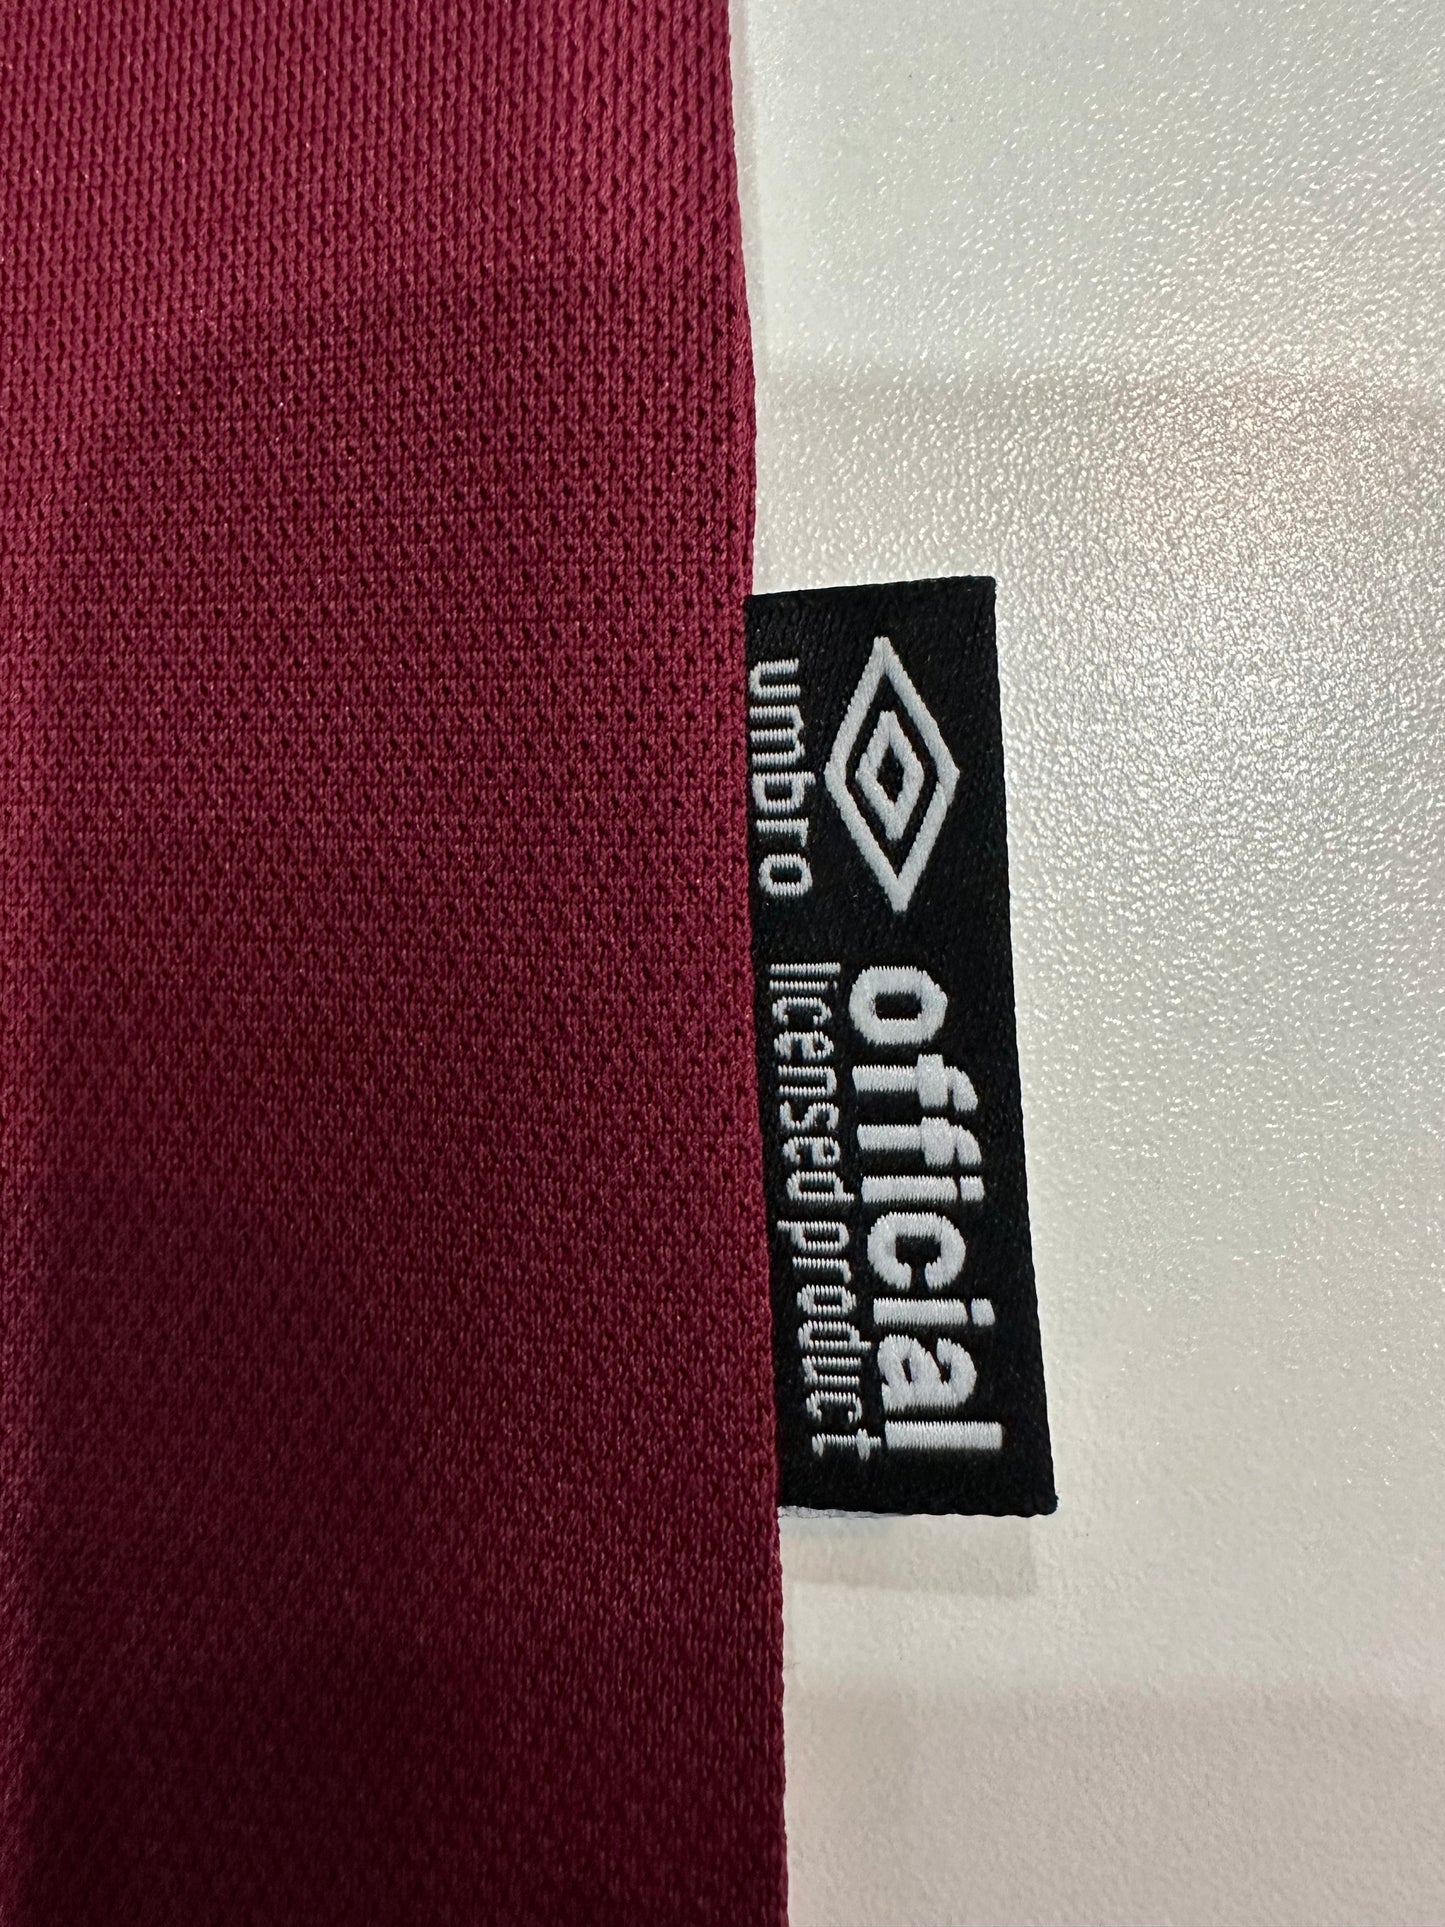 umbro
official
licensed product